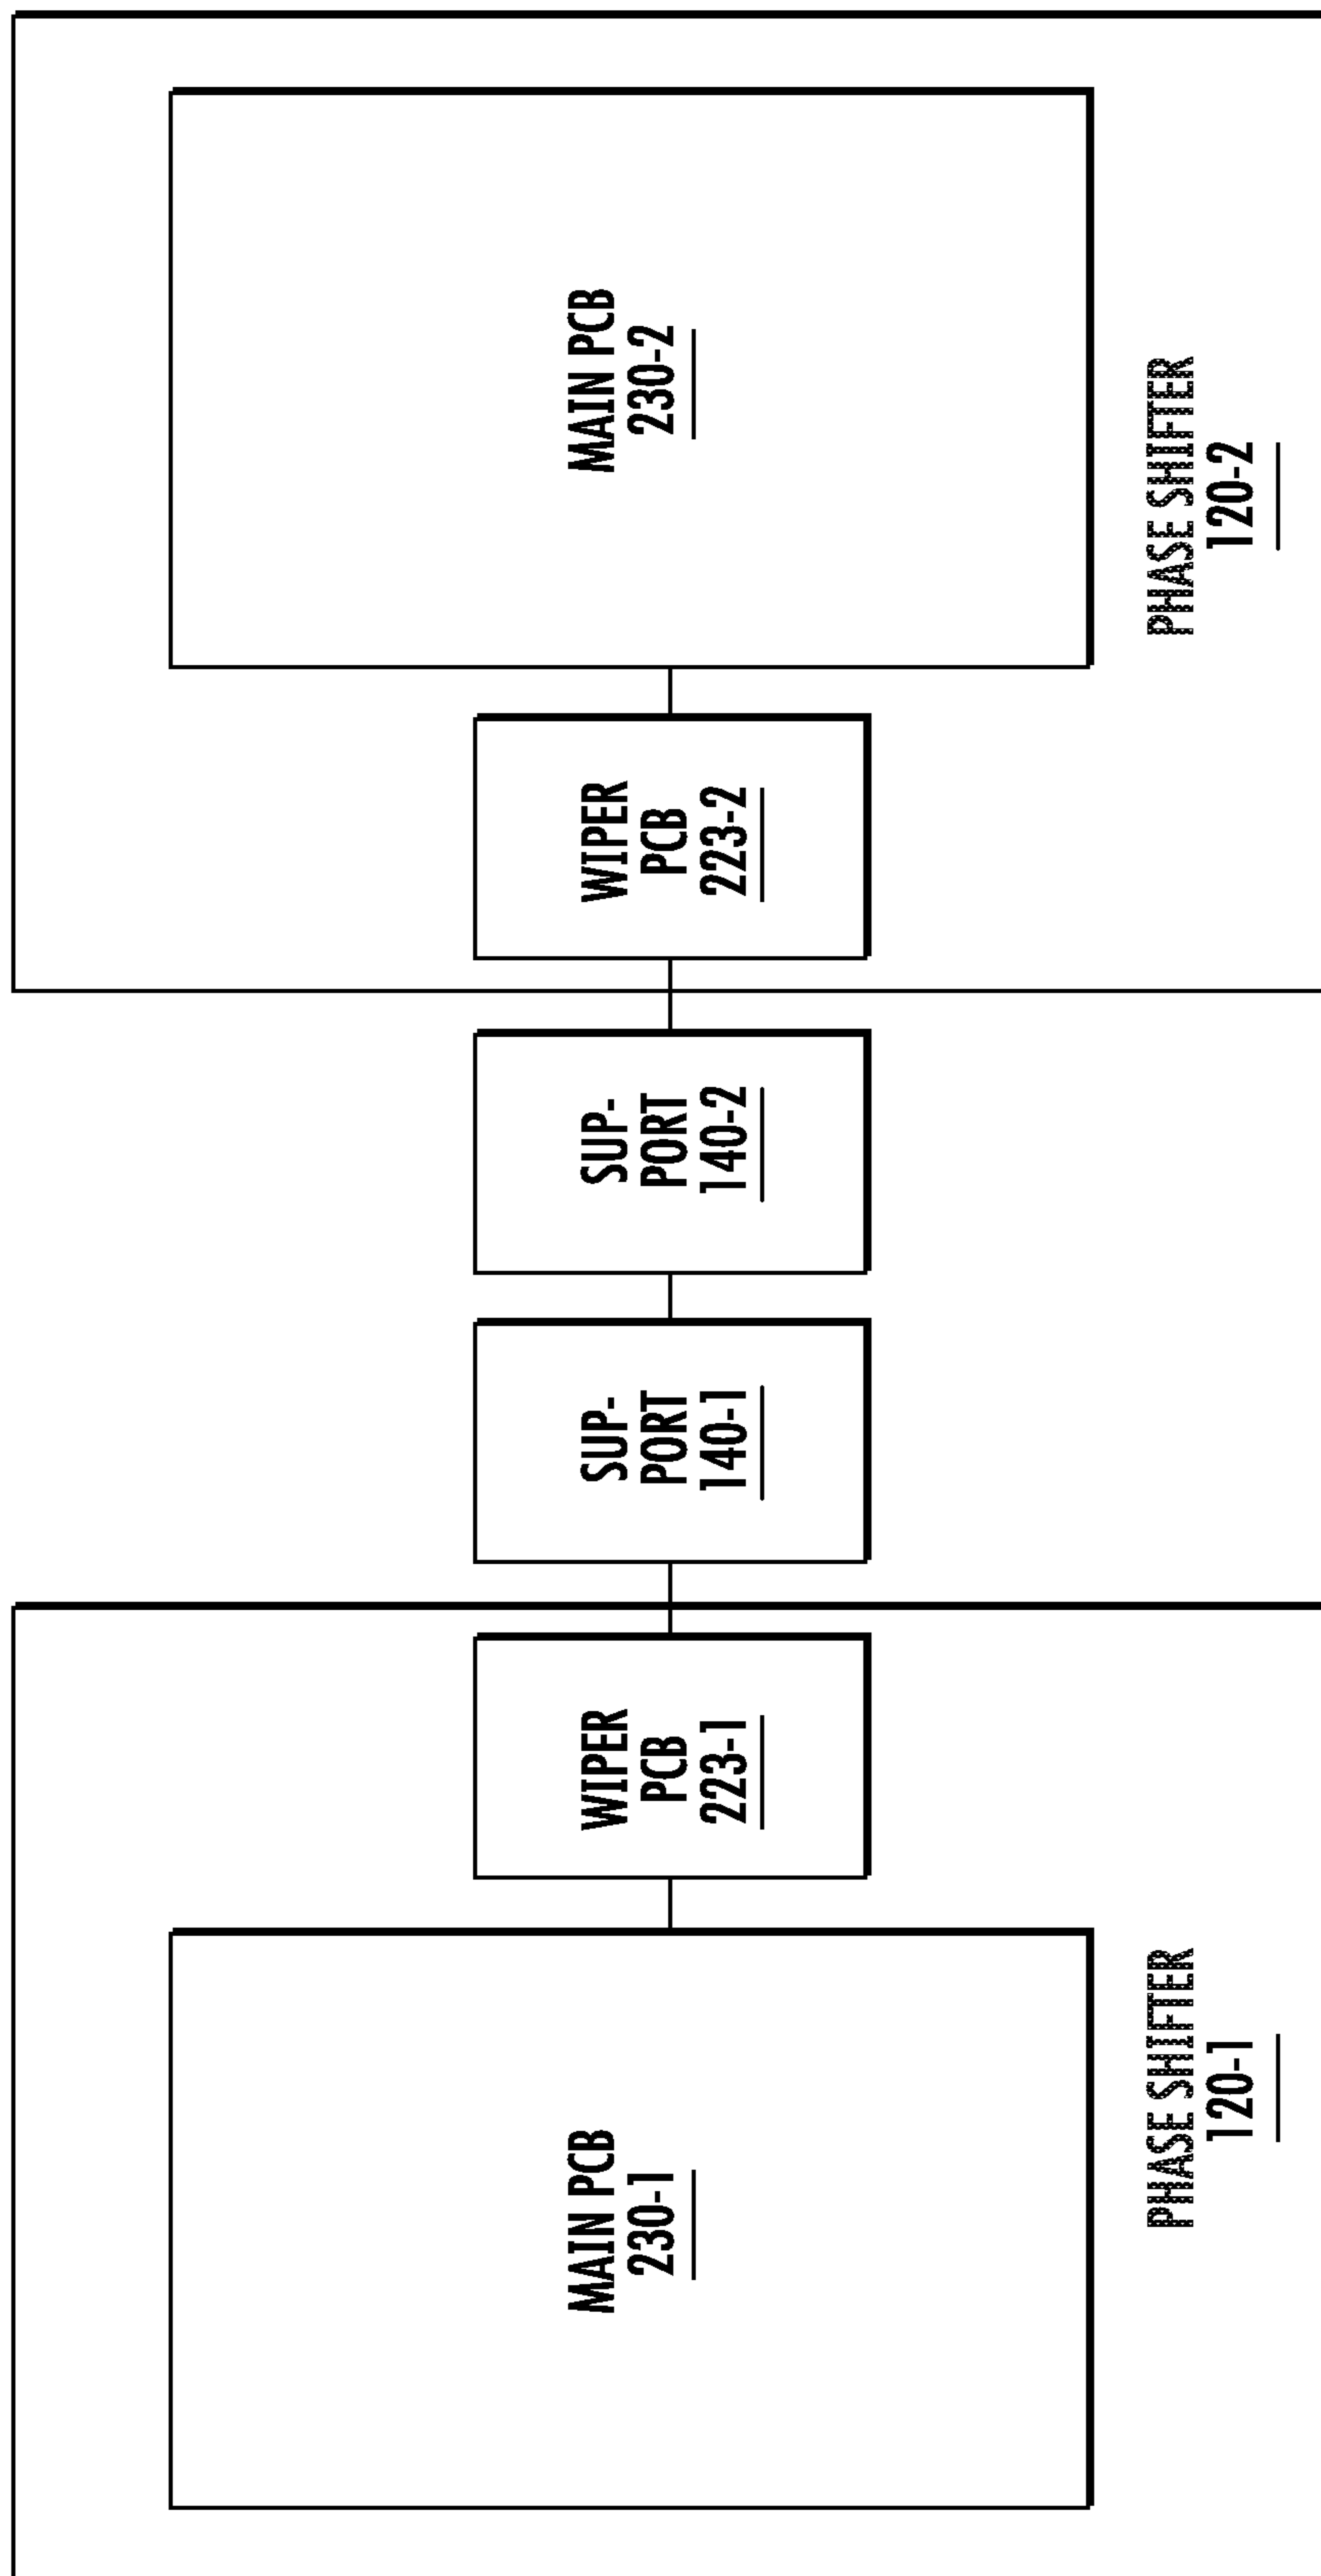 MAIN PCB
230-1
WIPER
PCB
223-1
SUP-
PORT
140-1
SUP-
PORT
140-2
WIPER
PCB
223-2
MAIN PCB
230-2
PHASE SHIFTER
120-1
PHASE SHIFTER
120-2